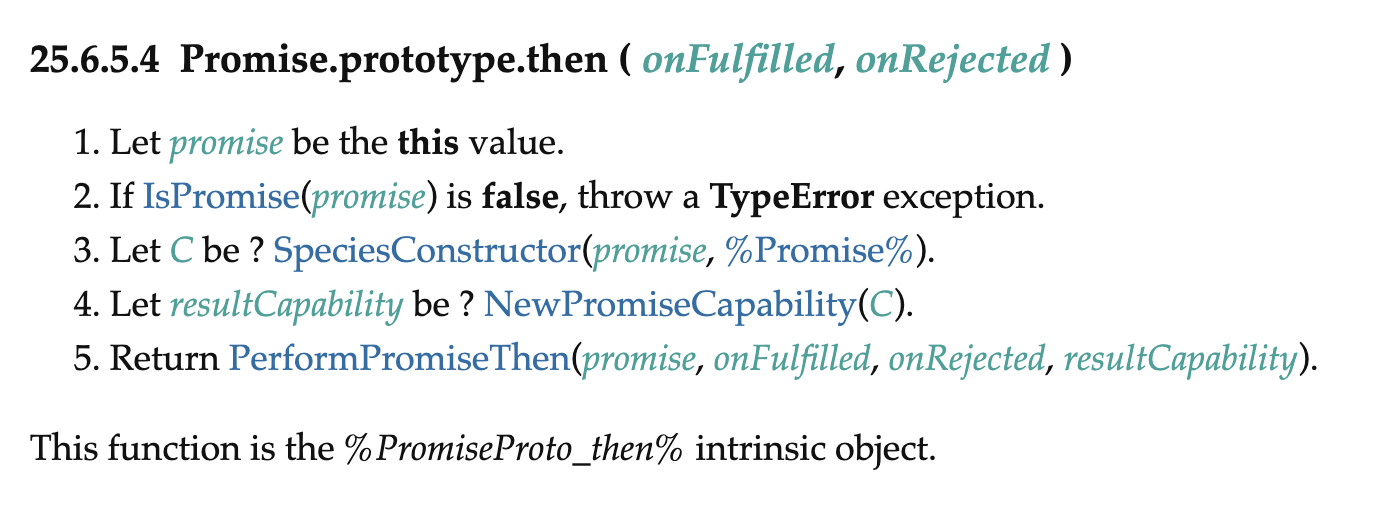 25.6.5.4 Promise.prototype.then ( onFulfilled, onRejected )
1. Let promise be the this value.
2. If IsPromise(promise) is false, throw a TypeError exception.
3. Let C be ? SpeciesConstructor(promise, %Promise%).
4. Let resultCapability be ? NewPromiseCapability(C).
5. Return PerformPromiseThen(promise, onFulfilled, onRejected, resultCapability).
This function is the %PromiseProto_then% intrinsic object.